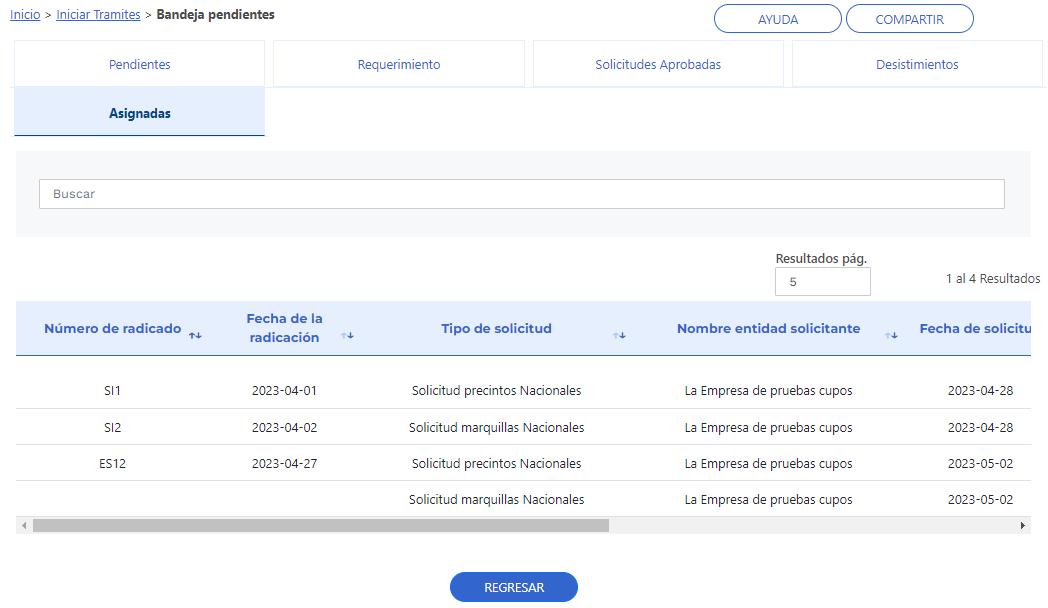 Inicio > Iniciar Tramites > Bandeja pendientes
AYUDA
COMPARTIR
Pendientes
Requerimiento
Solicitudes Aprobadas
Desistimientos
Asignadas
Buscar
Resultados pág.
5
1 al 4 Resultados
Número de radicado
Fecha de la
radicación
Tipo de solicitud
Nombre entidad solicitante
Fecha de solicitu
SI1 2023-04-01 Solicitud precintos Nacionales La Empresa de pruebas cupos 2023-04-28
SI2 2023-04-02 Solicitud marquillas Nacionales La Empresa de pruebas cupos 2023-04-28
ES12 2023-04-27 Solicitud precintos Nacionales La Empresa de pruebas cupos 2023-05-02
Solicitud marquillas Nacionales La Empresa de pruebas cupos 2023-05-02
REGRESAR